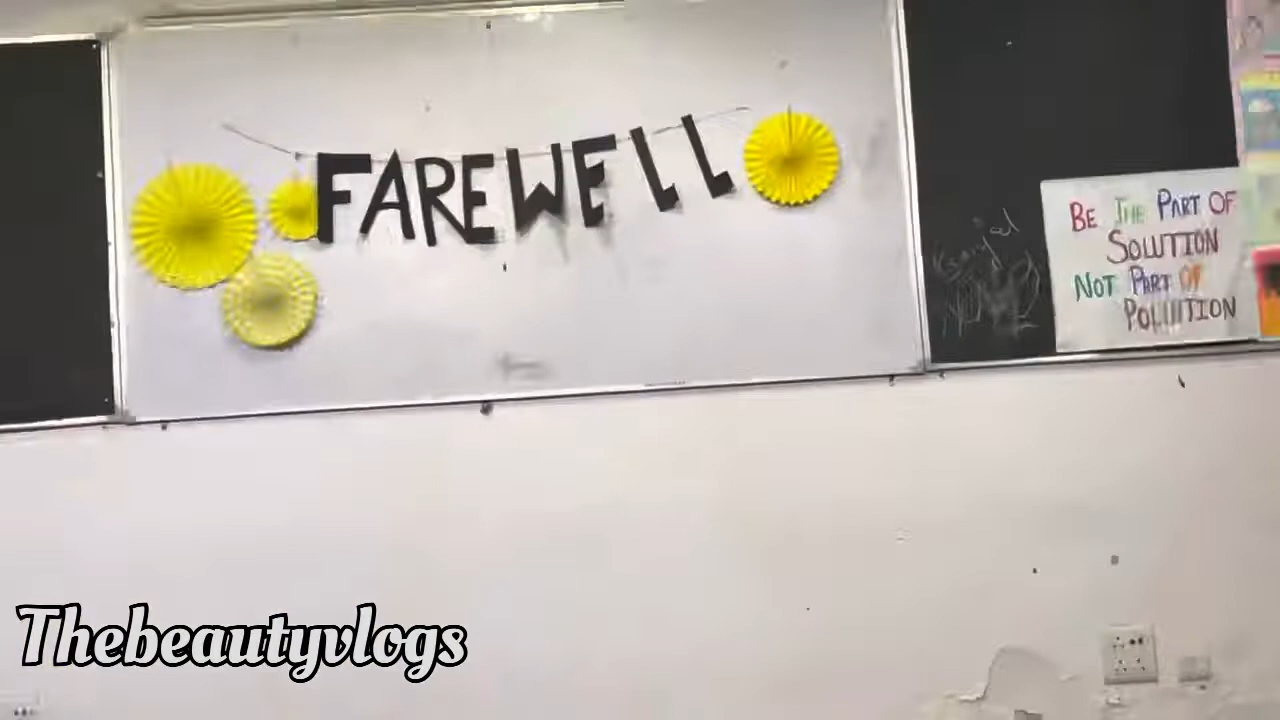 FAREWELL
BE THE PART OF
SOLUTION
NOT PART OF
POLLUTION
Thebeautyvlogs